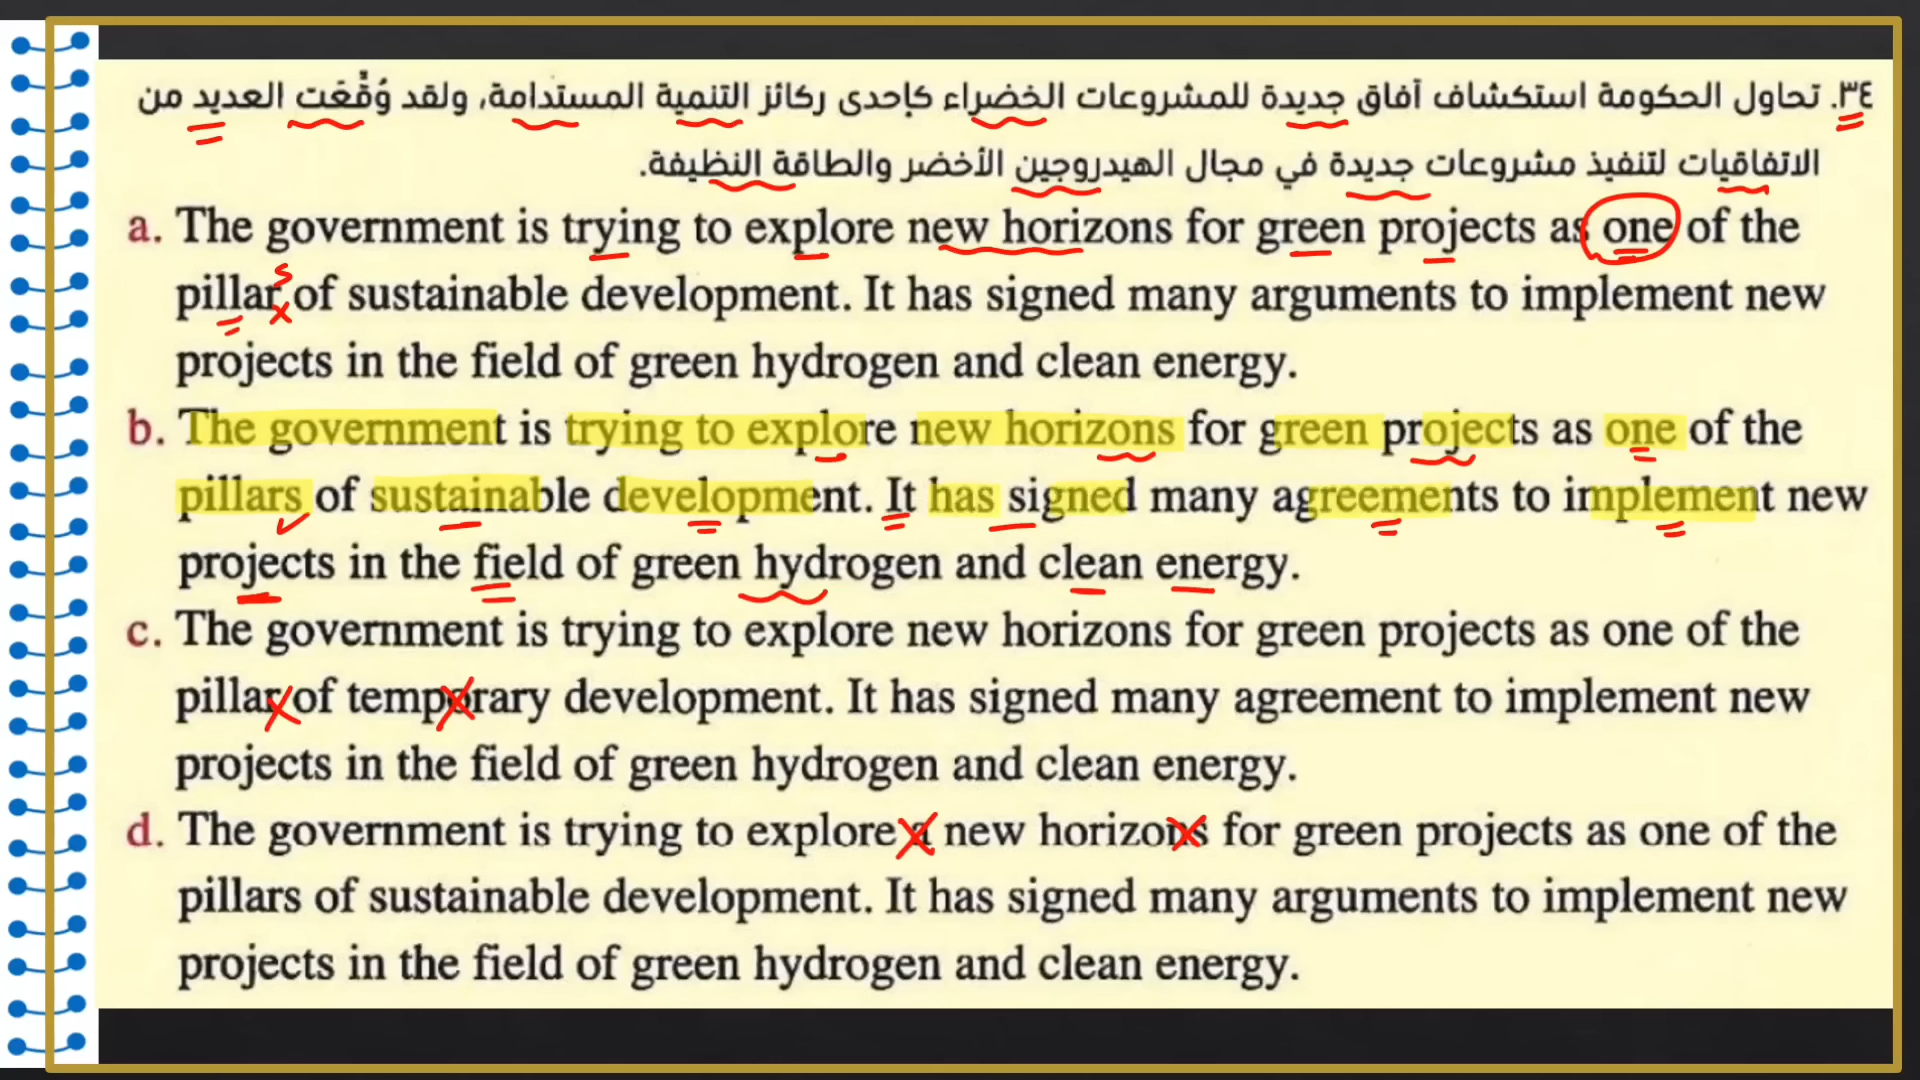 ٣٤. تحاول الحكومة استكشاف آفاق جديدة للمشروعات الخضراء كإحدى ركائز التنمية المستدامة، ولقد وُقِّعَت العديد من
الاتفاقيات لتنفيذ مشروعات جديدة في مجال الهيدروجين الأخضر والطاقة النظيفة.
a. The government is trying to explore new horizons for green projects as one of the
pillar of sustainable development. It has signed many arguments to implement new
projects in the field of green hydrogen and clean energy.
b. The government is trying to explore new horizons for green projects as one of the
pillars of sustainable development. It has signed many agreements to implement new
projects in the field of green hydrogen and clean energy.
c. The government is trying to explore new horizons for green projects as one of the
pillar of temporary development. It has signed many agreement to implement new
projects in the field of green hydrogen and clean energy.
d. The government is trying to explore a new horizons for green projects as one of the
pillars of sustainable development. It has signed many arguments to implement new
projects in the field of green hydrogen and clean energy.